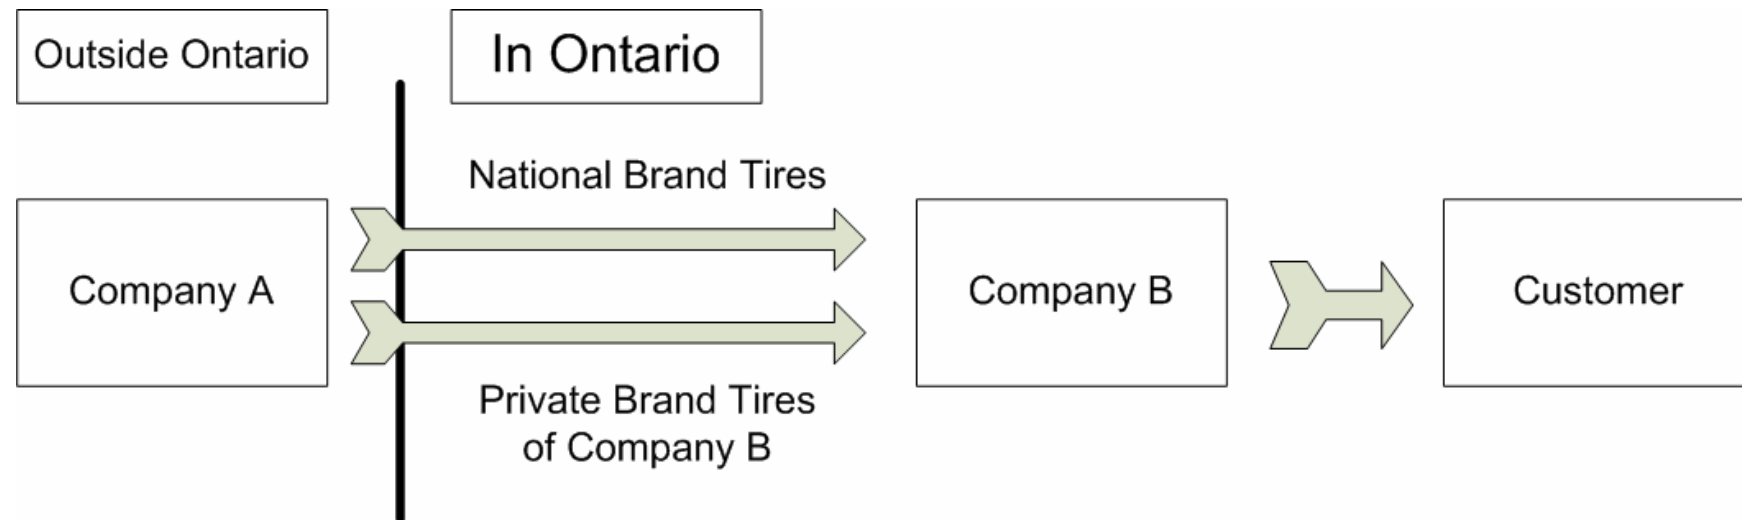 Outside Ontario
In Ontario
National Brand Tires
Company A
Company B
Customer
Private Brand Tires
of Company B